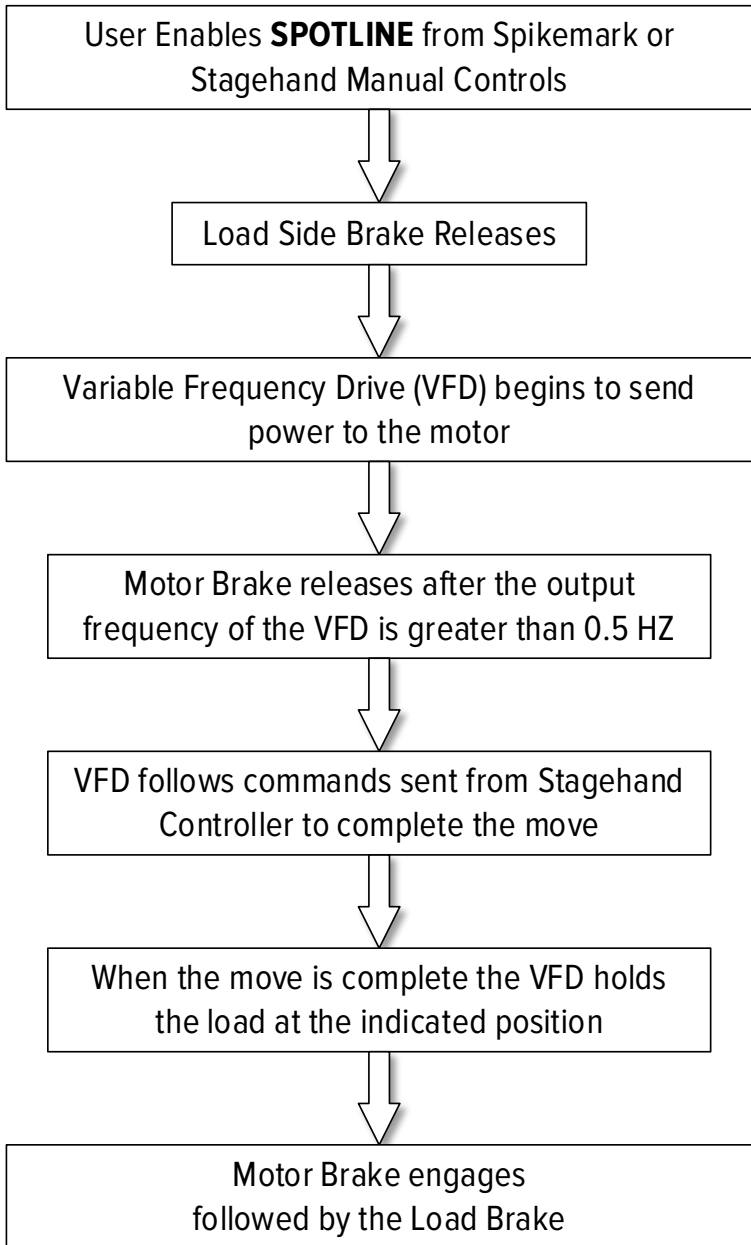 User Enables SPOTLINE from Spikemark or
Stagehand Manual Controls
Load Side Brake Releases
Variable Frequency Drive (VFD) begins to send
power to the motor
Motor Brake releases after the output
frequency of the VFD is greater than 0.5 HZ
VFD follows commands sent from Stagehand
Controller to complete the move
When the move is complete the VFD holds
the load at the indicated position
Motor Brake engages
followed by the Load Brake